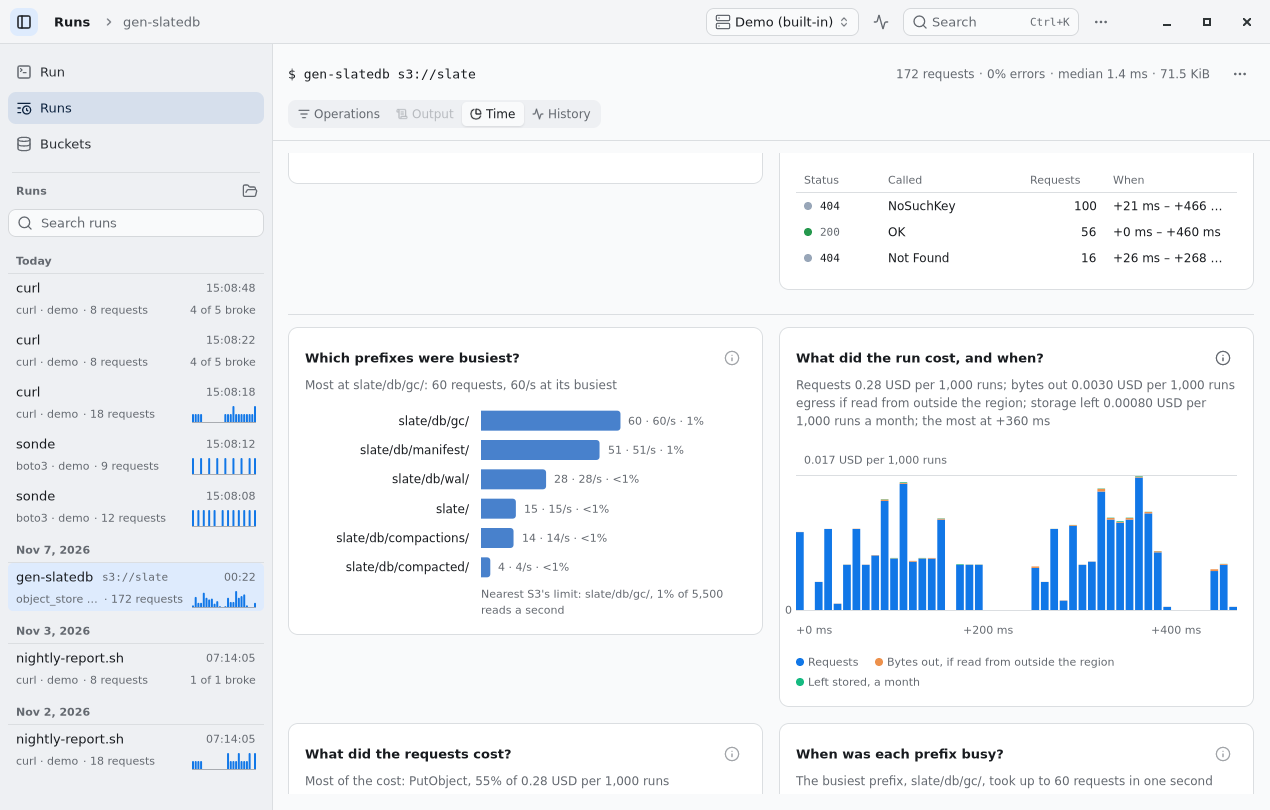 Runs > gen-slatedb
Demo (built-in)
Search Ctrl+K
Run
Runs
Buckets
Runs
Search runs
Today
curl 15:08:48
curl · demo · 8 requests 4 of 5 broke
curl 15:08:22
curl · demo · 8 requests 4 of 5 broke
curl 15:08:18
curl · demo · 18 requests
sonde 15:08:12
boto3 · demo · 9 requests
sonde 15:08:08
boto3 · demo · 12 requests
Nov 7, 2026
gen-slatedb s3://slate 00:22
object_store ... · 172 requests
Nov 3, 2026
nightly-report.sh 07:14:05
curl · demo · 8 requests 1 of 1 broke
Nov 2, 2026
nightly-report.sh 07:14:05
curl · demo · 18 requests
$ gen-slatedb s3://slate
172 requests · 0% errors · median 1.4 ms · 71.5 KiB
Operations Output Time History
Status Called Requests When
404 NoSuchKey 100 +21 ms – +466 ...
200 OK 56 +0 ms – +460 ms
404 Not Found 16 +26 ms – +268 ...
Which prefixes were busiest?
Most at slate/db/gc/: 60 requests, 60/s at its busiest
slate/db/gc/ 60 · 60/s · 1%
slate/db/manifest/ 51 · 51/s · 1%
slate/db/wal/ 28 · 28/s · <1%
slate/ 15 · 15/s · <1%
slate/db/compactions/ 14 · 14/s · <1%
slate/db/compacted/ 4 · 4/s · <1%
Nearest S3's limit: slate/db/gc/, 1% of 5,500
reads a second
What did the run cost, and when?
Requests 0.28 USD per 1,000 runs; bytes out 0.0030 USD per 1,000 runs
egress if read from outside the region; storage left 0.00080 USD per
1,000 runs a month; the most at +360 ms
0.017 USD per 1,000 runs
0
+0 ms +200 ms +400 ms
Requests Bytes out, if read from outside the region
Left stored, a month
What did the requests cost?
Most of the cost: PutObject, 55% of 0.28 USD per 1,000 runs
When was each prefix busy?
The busiest prefix, slate/db/gc/, took up to 60 requests in one second